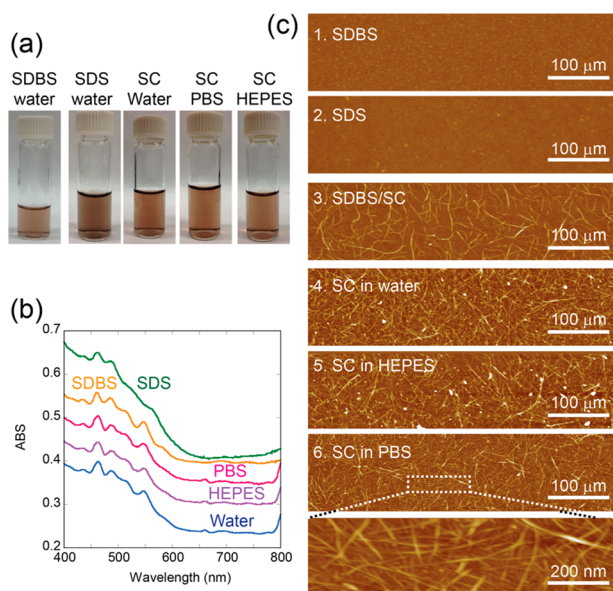 (a)
SDBS SDS SC SC SC
water water Water PBS HEPES
(b)
0.7
0.6
0.5
0.4
0.3
0.2
ABS
SDBS
SDS
PBS
HEPES
Water
400 500 600 700 800
Wavelength (nm)
(c)
1. SDBS
100 μm
2. SDS
100 μm
3. SDBS/SC
100 μm
4. SC in water
100 μm
5. SC in HEPES
100 μm
6. SC in PBS
100 μm
200 nm